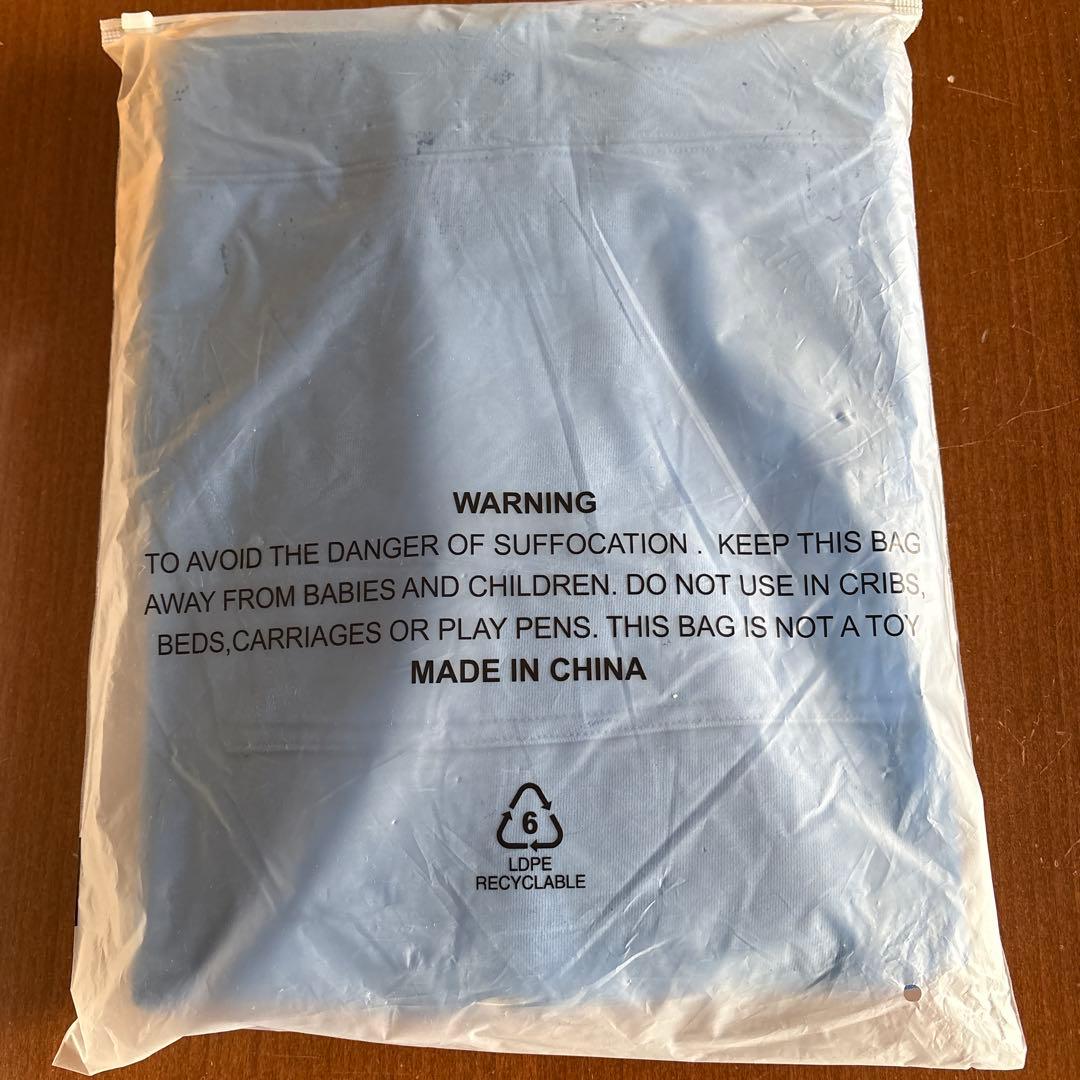 WARNING
TO AVOID THE DANGER OF SUFFOCATION . KEEP THIS BAG
AWAY FROM BABIES AND CHILDREN. DO NOT USE IN CRIBS,
BEDS,CARRIAGES OR PLAY PENS. THIS BAG IS NOT A TOY
MADE IN CHINA
6
LDPE
RECYCLABLE